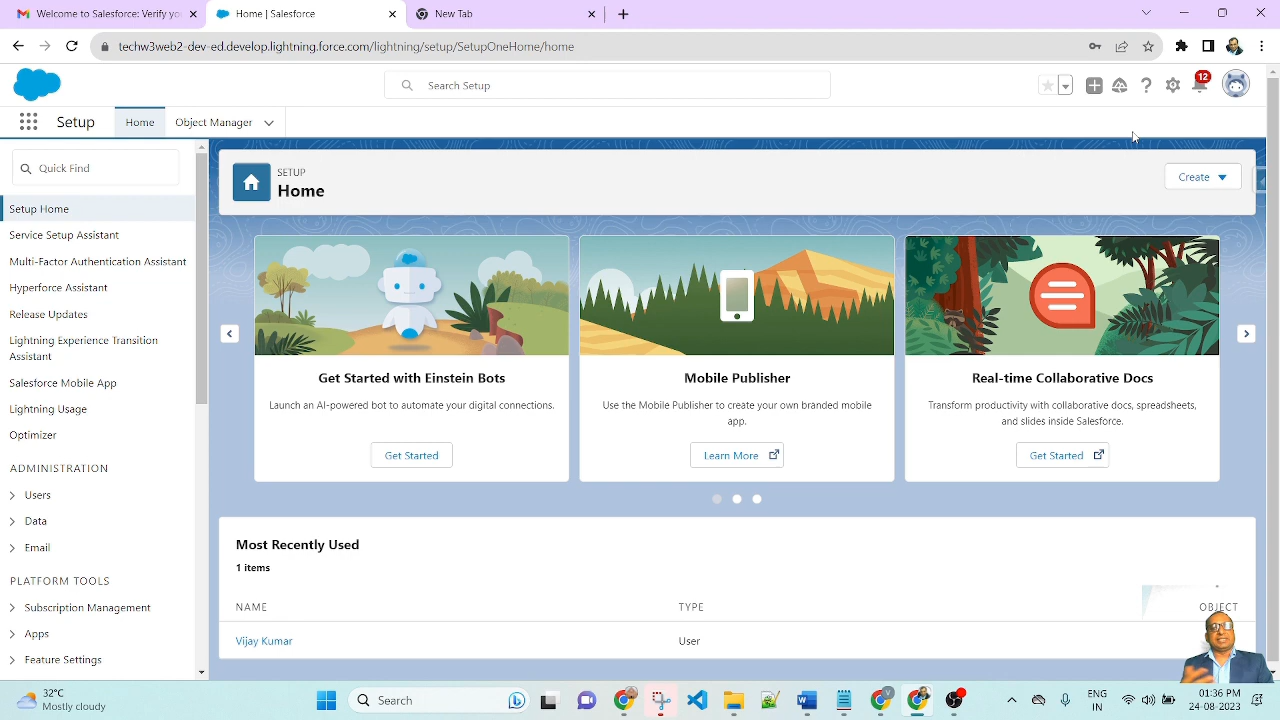 Welcome to Salesforce: Verify yo
Home | Salesforce
New Tab
techw3web2-dev-ed.develop.lightning.force.com/lightning/setup/SetupOneHome/home
Search Setup
12
Setup
Home
Object Manager
Quick Find
Setup Home
Service Setup Assistant
Multi-Factor Authentication Assistant
Hyperforce Assistant
Release Updates
Lightning Experience Transition
Assistant
Salesforce Mobile App
Lightning Usage
Optimizer
ADMINISTRATION
Users
Data
Email
PLATFORM TOOLS
Subscription Management
Apps
Feature Settings
SETUP
Home
Create
Get Started with Einstein Bots
Launch an AI-powered bot to automate your digital connections.
Get Started
Mobile Publisher
Use the Mobile Publisher to create your own branded mobile
app.
Learn More
Real-time Collaborative Docs
Transform productivity with collaborative docs, spreadsheets,
and slides inside Salesforce.
Get Started
Most Recently Used
1 items
NAME TYPE OBJECT
Vijay Kumar User
32°C
Mostly cloudy
Search
V
ENG
IN
01:36 PM
24-08-2023